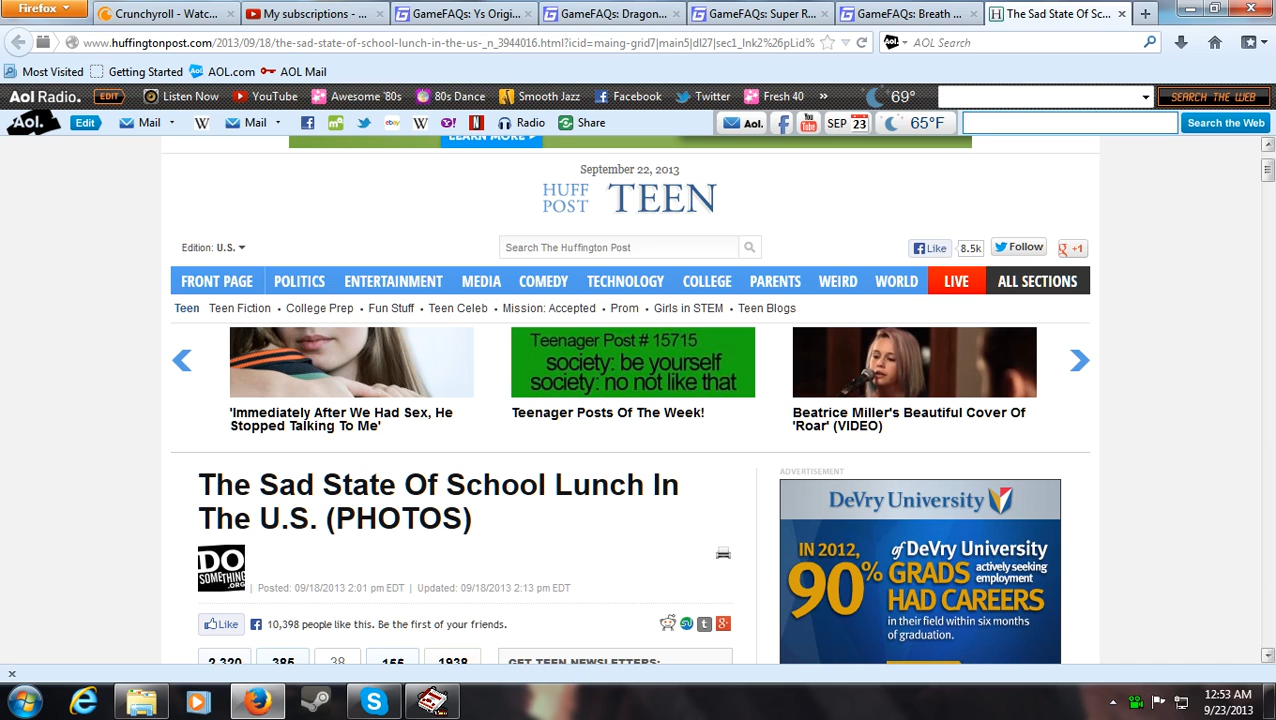 Firefox
Crunchyroll - Watc...
My subscriptions - ...
GameFAQs: Ys Origi...
GameFAQs: Dragon...
GameFAQs: Super R...
GameFAQs: Breath ...
The Sad State Of Sc...
www.huffingtonpost.com/2013/09/18/the-sad-state-of-school-lunch-in-the-us-_n_3944016.html?icid=maing-grid7|main5|dl27|sec1_lnk2%26pLid%
AOL Search
Most Visited
Getting Started
AOL.com
AOL Mail
Aol Radio.
EDIT
Listen Now
YouTube
Awesome '80s
80s Dance
Smooth Jazz
Facebook
Twitter
Fresh 40
69°
SEARCH THE WEB
Aol.
Edit
Mail
W
Mail
W
Radio
Share
Aol.
SEP 23
65°F
Search the Web
LEARN MORE
September 22, 2013
HUFF POST TEEN
Edition: U.S.
Search The Huffington Post
Like 8.5k
Follow
+1
FRONT PAGE POLITICS ENTERTAINMENT MEDIA COMEDY TECHNOLOGY COLLEGE PARENTS WEIRD WORLD LIVE ALL SECTIONS
Teen Teen Fiction • College Prep • Fun Stuff • Teen Celeb • Mission: Accepted • Prom • Girls in STEM • Teen Blogs
Teenager Post # 15715
society: be yourself
society: no not like that
'Immediately After We Had Sex, He
Stopped Talking To Me'
Teenager Posts Of The Week!
Beatrice Miller's Beautiful Cover Of
'Roar' (VIDEO)
The Sad State Of School Lunch In
The U.S. (PHOTOS)
DO
SOMETHING
.ORG
| Posted: 09/18/2013 2:01 pm EDT | Updated: 09/18/2013 2:13 pm EDT
Like
10,398 people like this. Be the first of your friends.
2,320 385 38 166 1938
GET TEEN NEWSLETTERS:
ADVERTISEMENT
DeVry University
IN 2012,
90%
of DeVry University
GRADS actively seeking employment
HAD CAREERS
in their field within six
months
of graduation.
12:53 AM
9/23/2013